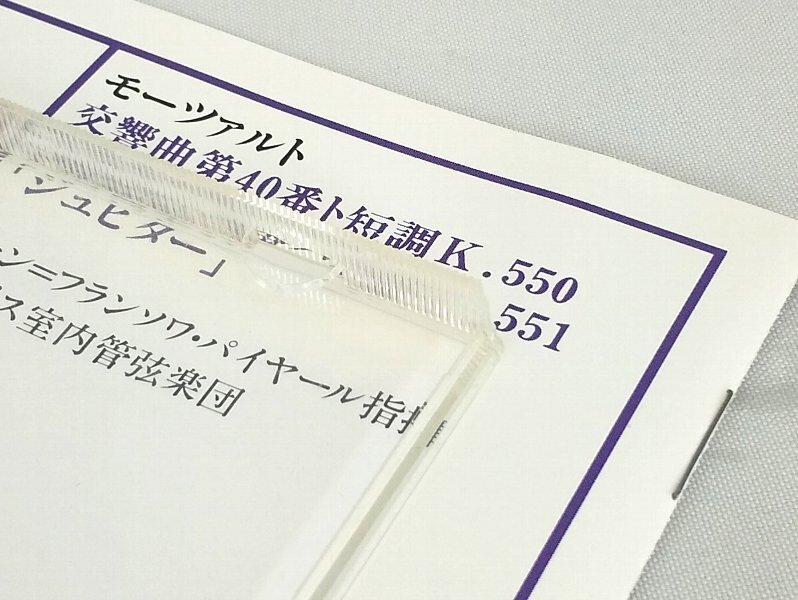 モーツァルト
交響曲第40番ト短調K.550
「ジュピター」 551
ン＝フランソワ・パイヤール指揮
ス室内管弦楽団